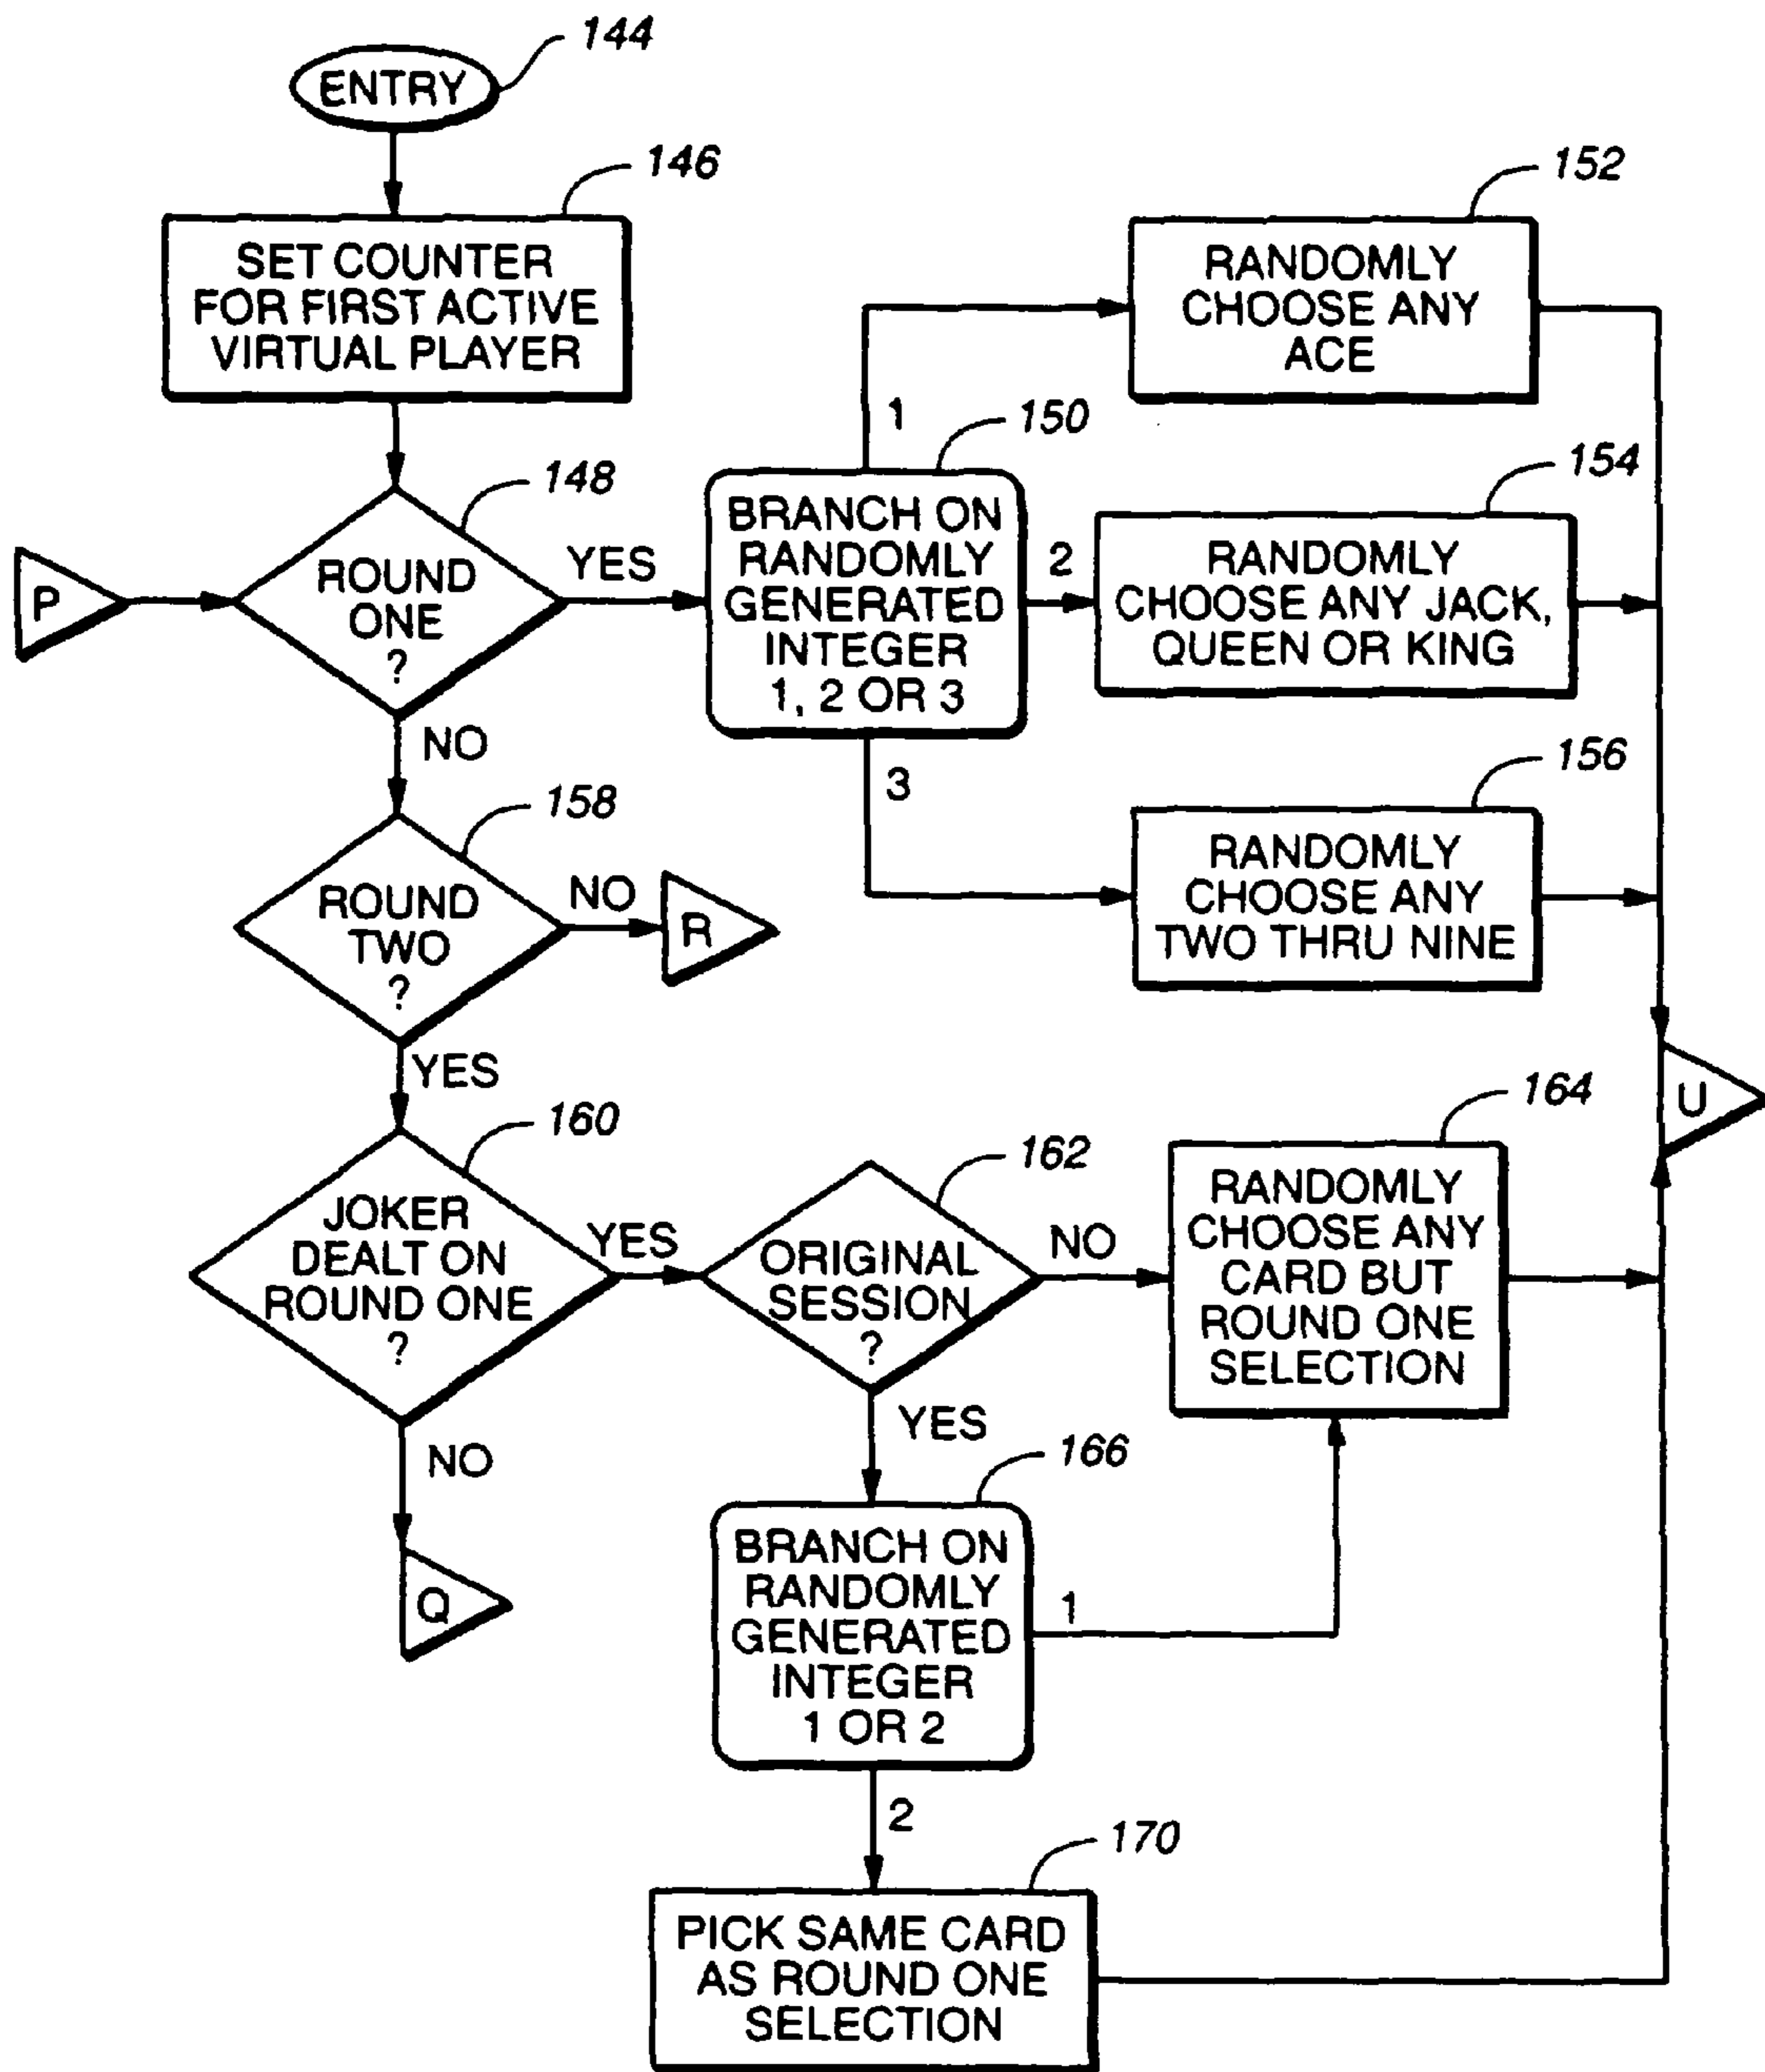 144
ENTRY
146
SET COUNTER
FOR FIRST ACTIVE
VIRTUAL PLAYER
148
P
ROUND
ONE
?
YES
NO
150
BRANCH ON
RANDOMLY
GENERATED
INTEGER
1, 2 OR 3
1
2
3
152
RANDOMLY
CHOOSE ANY
ACE
154
RANDOMLY
CHOOSE ANY JACK,
QUEEN OR KING
156
RANDOMLY
CHOOSE ANY
TWO THRU NINE
158
ROUND
TWO
?
NO
R
YES
U
160
JOKER
DEALT ON
ROUND ONE
?
YES
NO
Q
162
ORIGINAL
SESSION
?
NO
YES
164
RANDOMLY
CHOOSE ANY
CARD BUT
ROUND ONE
SELECTION
166
BRANCH ON
RANDOMLY
GENERATED
INTEGER
1 OR 2
1
2
170
PICK SAME CARD
AS ROUND ONE
SELECTION